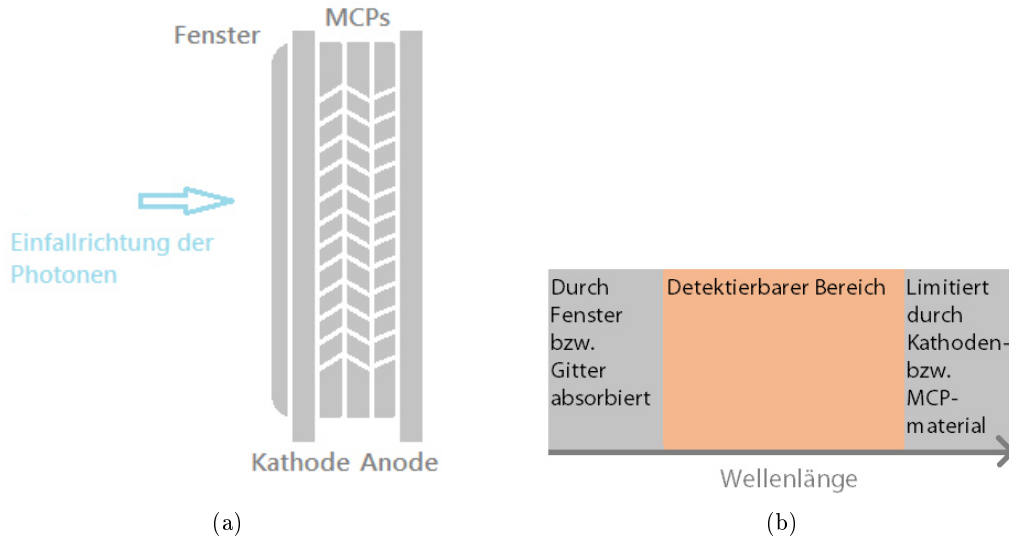 MCPs
Fenster
Einfallrichtung der
Photonen
Kathode Anode
(a)
Durch
Fenster
bzw.
Gitter
absorbiert
Detektierbarer Bereich
Limitiert
durch
Kathoden-
bzw.
MCP-
material
Wellenlänge
(b)